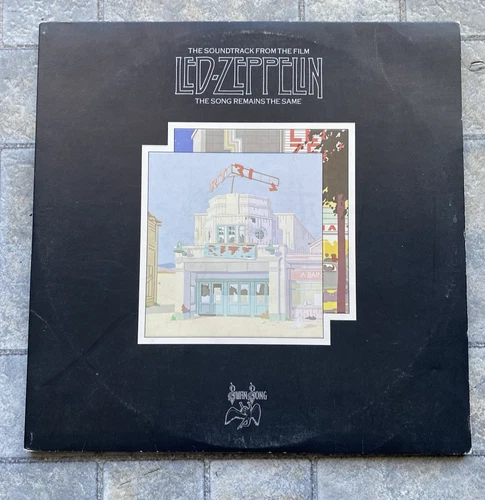 THE SOUNDTRACK FROM THE FILM
LED-ZEPPELIN
THE SONG REMAINS THE SAME
SWAN SONG